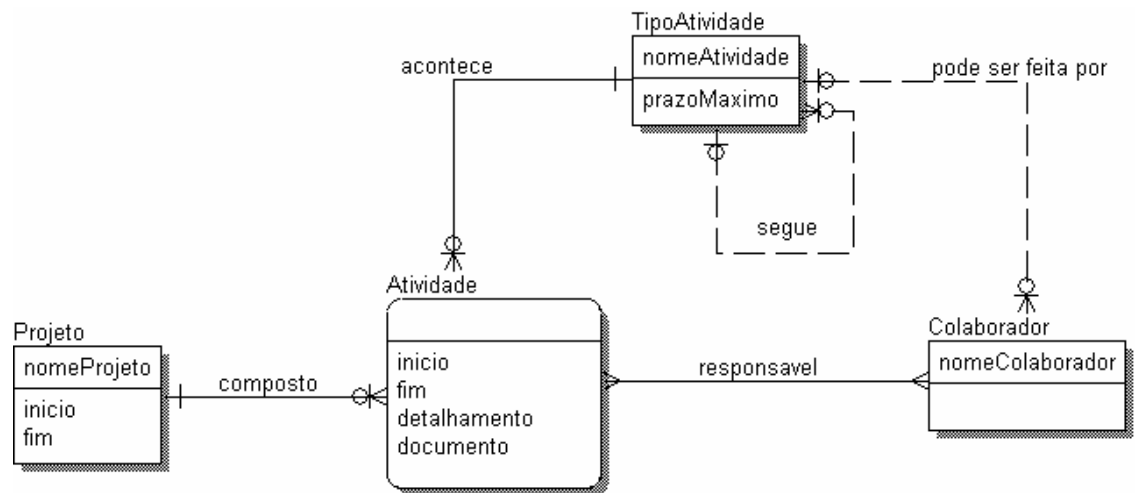 TipoAtividade
nomeAtividade
prazoMaximo
acontece
pode ser feita por
segue
Atividade
inicio
fim
detalhamento
documento
Projeto
nomeProjeto
inicio
fim
composto
responsavel
Colaborador
nomeColaborador